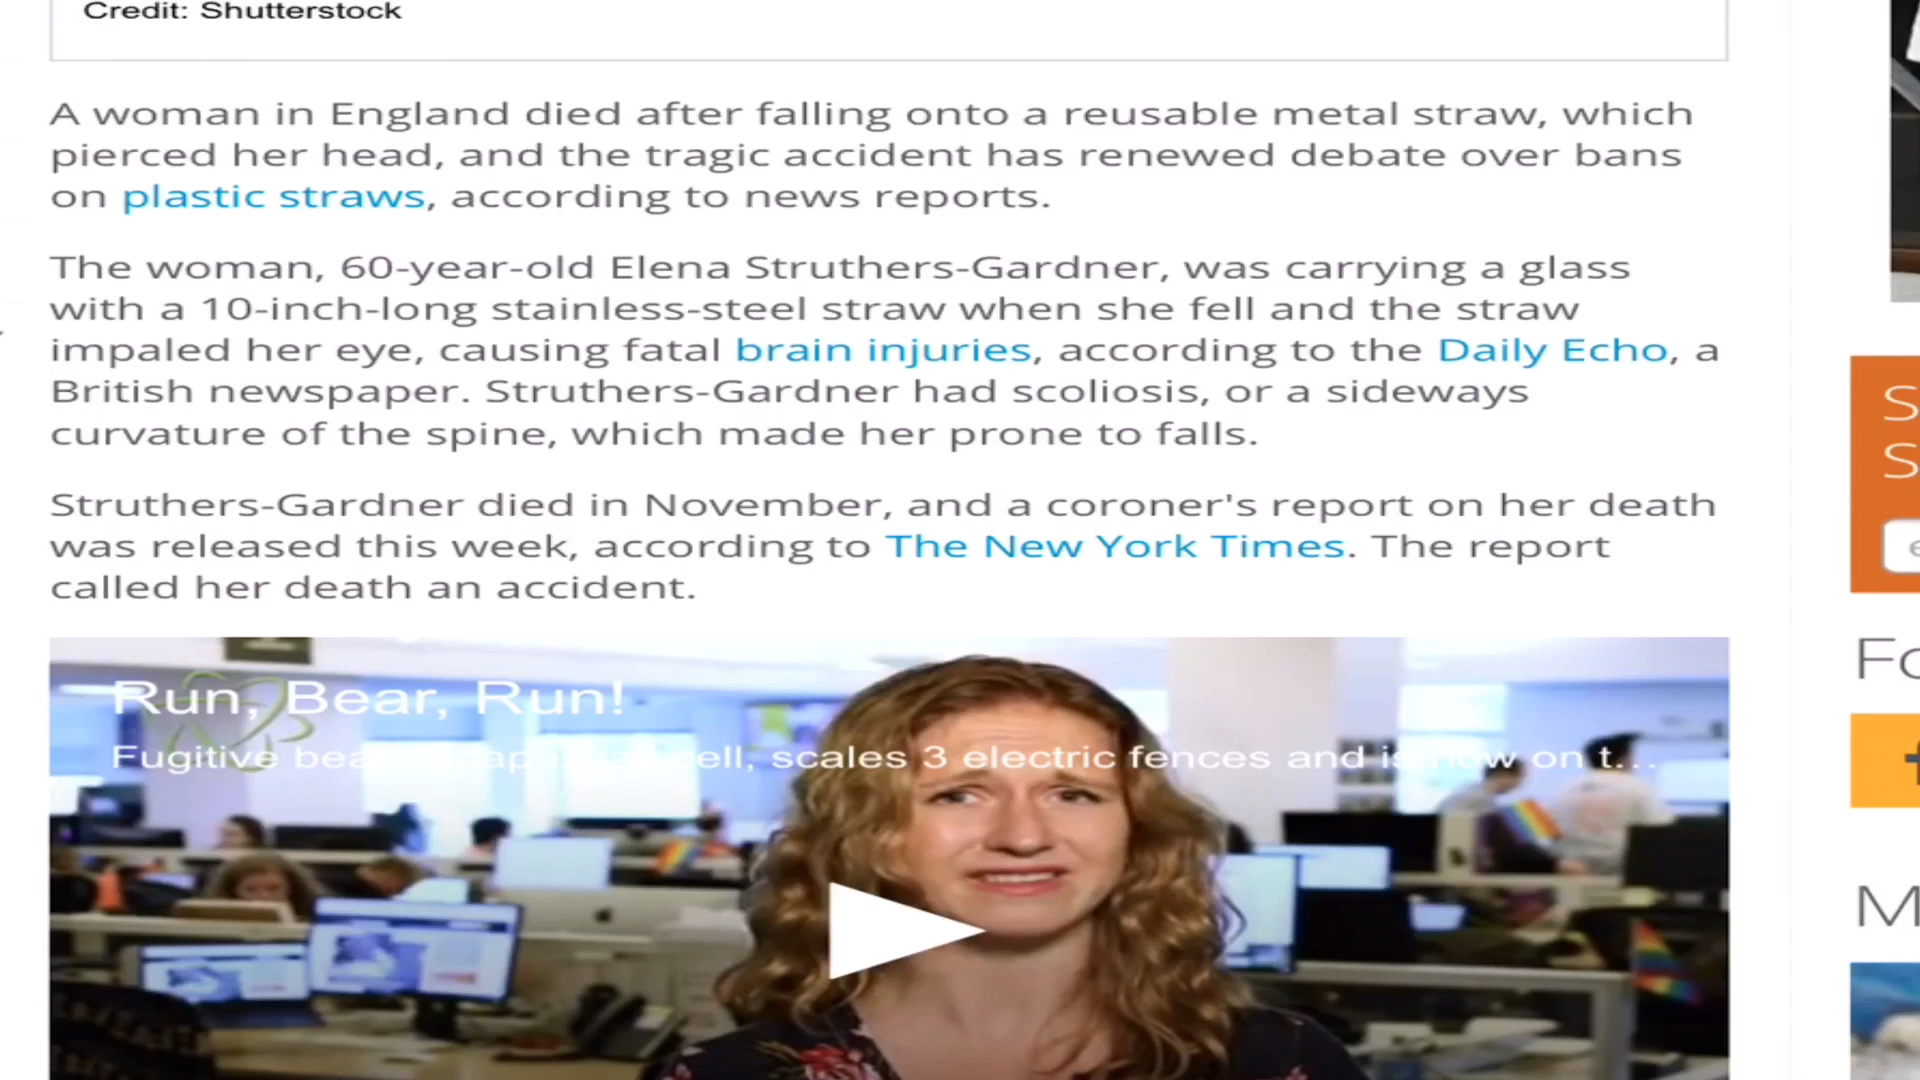 Credit: Shutterstock
A woman in England died after falling onto a reusable metal straw, which
pierced her head, and the tragic accident has renewed debate over bans
on plastic straws, according to news reports.
The woman, 60-year-old Elena Struthers-Gardner, was carrying a glass
with a 10-inch-long stainless-steel straw when she fell and the straw
impaled her eye, causing fatal brain injuries, according to the Daily Echo, a
British newspaper. Struthers-Gardner had scoliosis, or a sideways
curvature of the spine, which made her prone to falls.
Struthers-Gardner died in November, and a coroner's report on her death
was released this week, according to The New York Times. The report
called her death an accident.
Run, Bear, Run!
Fugitive scales 3 electric fences and is now on t...
S
S
e
Fo
f
M